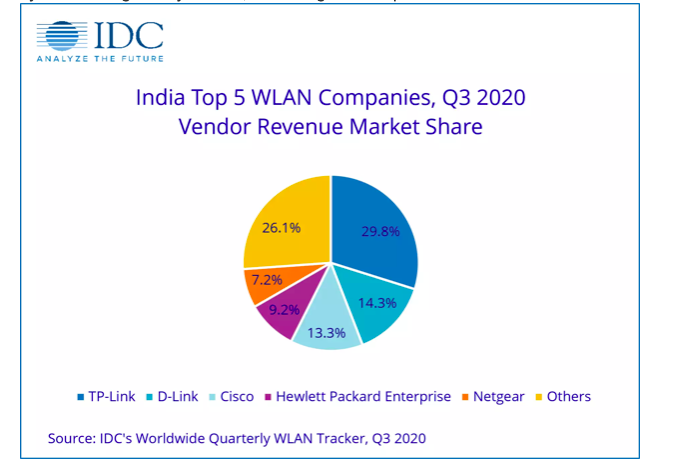 IDC
ANALYZE THE FUTURE
India Top 5 WLAN Companies, Q3 2020
Vendor Revenue Market Share
26.1%
29.8%
7.2%
14.3%
9.2%
13.3%
TP-Link D-Link Cisco Hewlett Packard Enterprise Netgear Others
Source: IDC's Worldwide Quarterly WLAN Tracker, Q3 2020